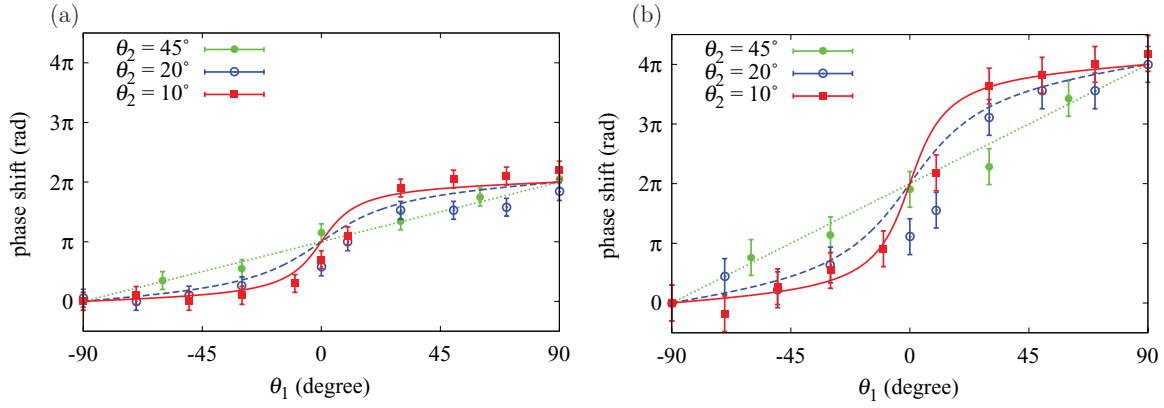 (a)
phase shift (rad)
θ₂ = 45°
θ₂ = 20°
θ₂ = 10°
4π
3π
2π
π
0
-90
-45
0
45
90
θ₁ (degree)
(b)
phase shift (rad)
θ₂ = 45°
θ₂ = 20°
θ₂ = 10°
4π
3π
2π
π
0
-90
-45
0
45
90
θ₁ (degree)